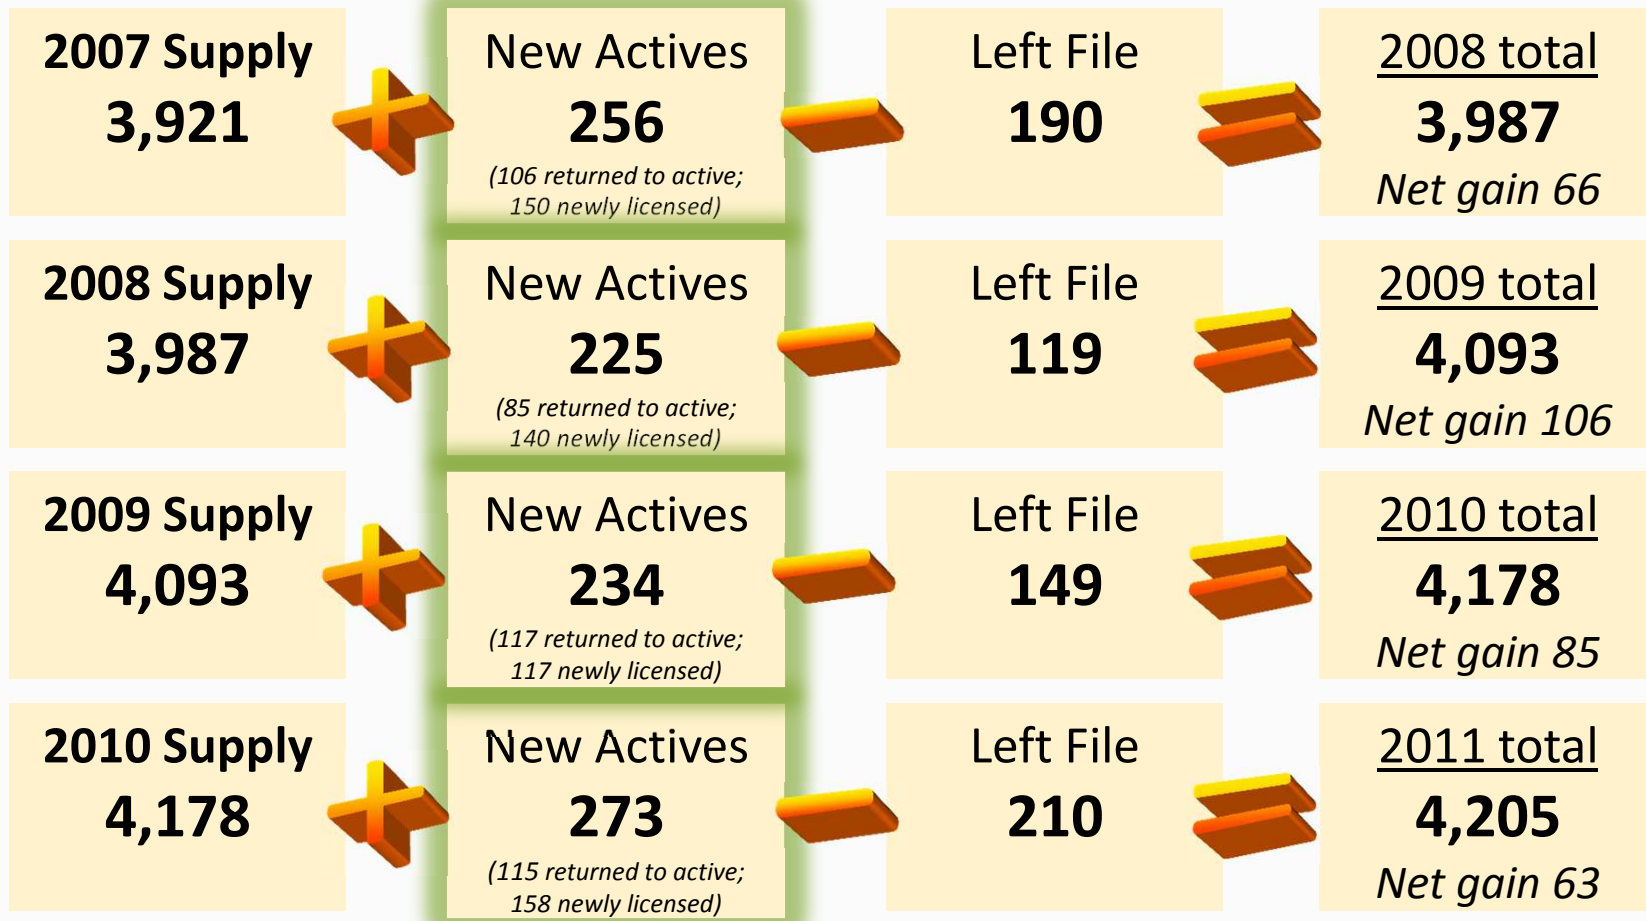 2007 Supply
3,921
New Actives
256
(106 returned to active;
150 newly licensed)
Left File
190
2008 total
3,987
Net gain 66
2008 Supply
3,987
New Actives
225
(85 returned to active;
140 newly licensed)
Left File
119
2009 total
4,093
Net gain 106
2009 Supply
4,093
New Actives
234
(117 returned to active;
117 newly licensed)
Left File
149
2010 total
4,178
Net gain 85
2010 Supply
4,178
New Actives
273
(115 returned to active;
158 newly licensed)
Left File
210
2011 total
4,205
Net gain 63